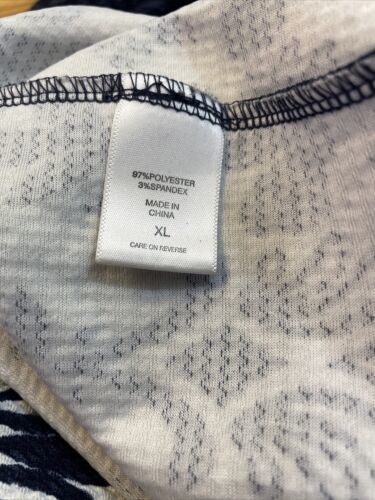 97%POLYESTER
3%SPANDEX
MADE IN
CHINA
XL
CARE ON REVERSE